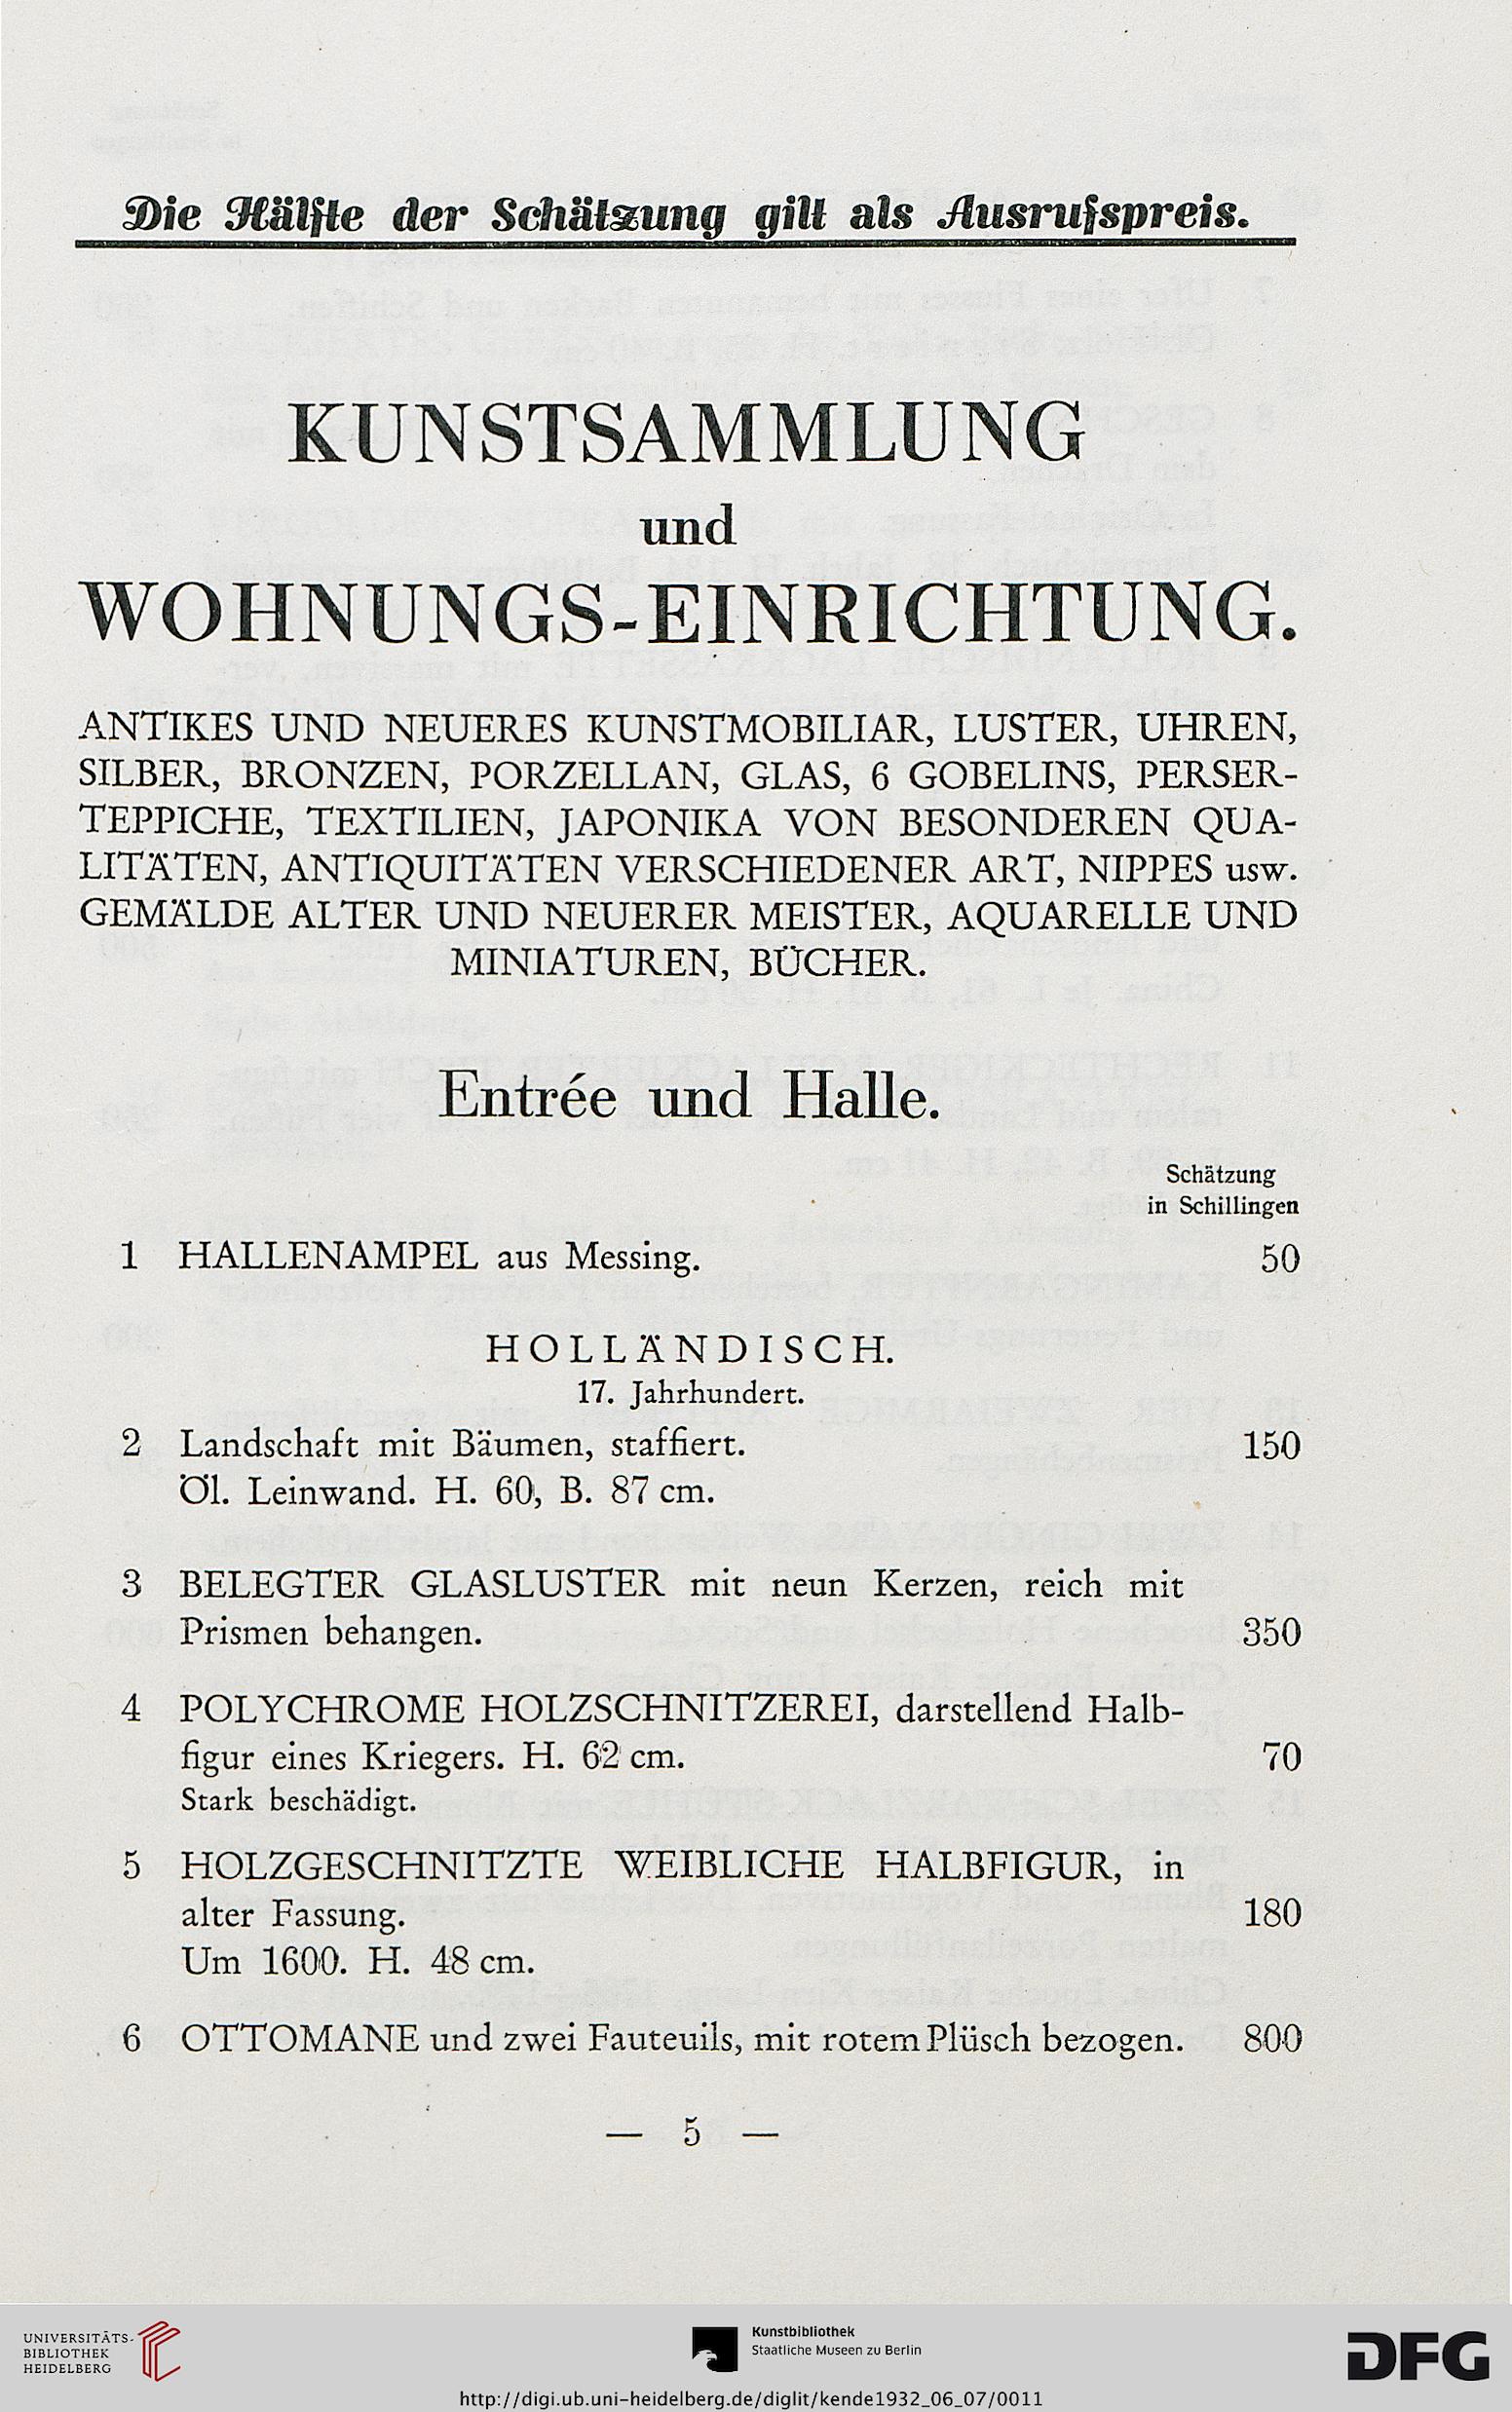 Die Hälfte der Schätzung gilt als Ausrufspreis.
KUNSTSAMMLUNG
und
WOHNUNGS-EINRICHTUNG.
ANTIKES UND NEUERES KUNSTMOBILIAR, LUSTER, UHREN,
SILBER, BRONZEN, PORZELLAN, GLAS, 6 GOBELINS, PERSER-
TEPPICHE, TEXTILIEN, JAPONIKA VON BESONDEREN QUA-
LITÄTEN, ANTIQUITÄTEN VERSCHIEDENER ART, NIPPES usw.
GEMÄLDE ALTER UND NEUERER MEISTER, AQUARELLE UND
MINIATUREN, BÜCHER.
Entrée und Halle.
Schätzung
in Schillingen
1 HALLENAMPEL aus Messing. 50
HOLLÄNDISCH.
17. Jahrhundert.
2 Landschaft mit Bäumen, staffiert. 150
Öl. Leinwand. H. 60, B. 87 cm.
3 BELEGTER GLASLUSTER mit neun Kerzen, reich mit
Prismen behangen. 350
4 POLYCHROME HOLZSCHNITZEREI, darstellend Halb-
figur eines Kriegers. H. 62 cm. 70
Stark beschädigt.
5 HOLZGESCHNITZTE WEIBLICHE HALBFIGUR, in
alter Fassung. 180
Um 1600. H. 48 cm.
6 OTTOMANE und zwei Fauteuils, mit rotem Plüsch bezogen. 800
— 5 —
UNIVERSITÄTS-
BIBLIOTHEK
HEIDELBERG
Kunstbibliothek
Staatliche Museen zu Berlin
DFG
http://digi.ub.uni-heidelberg.de/diglit/kende1932_06_07/0011